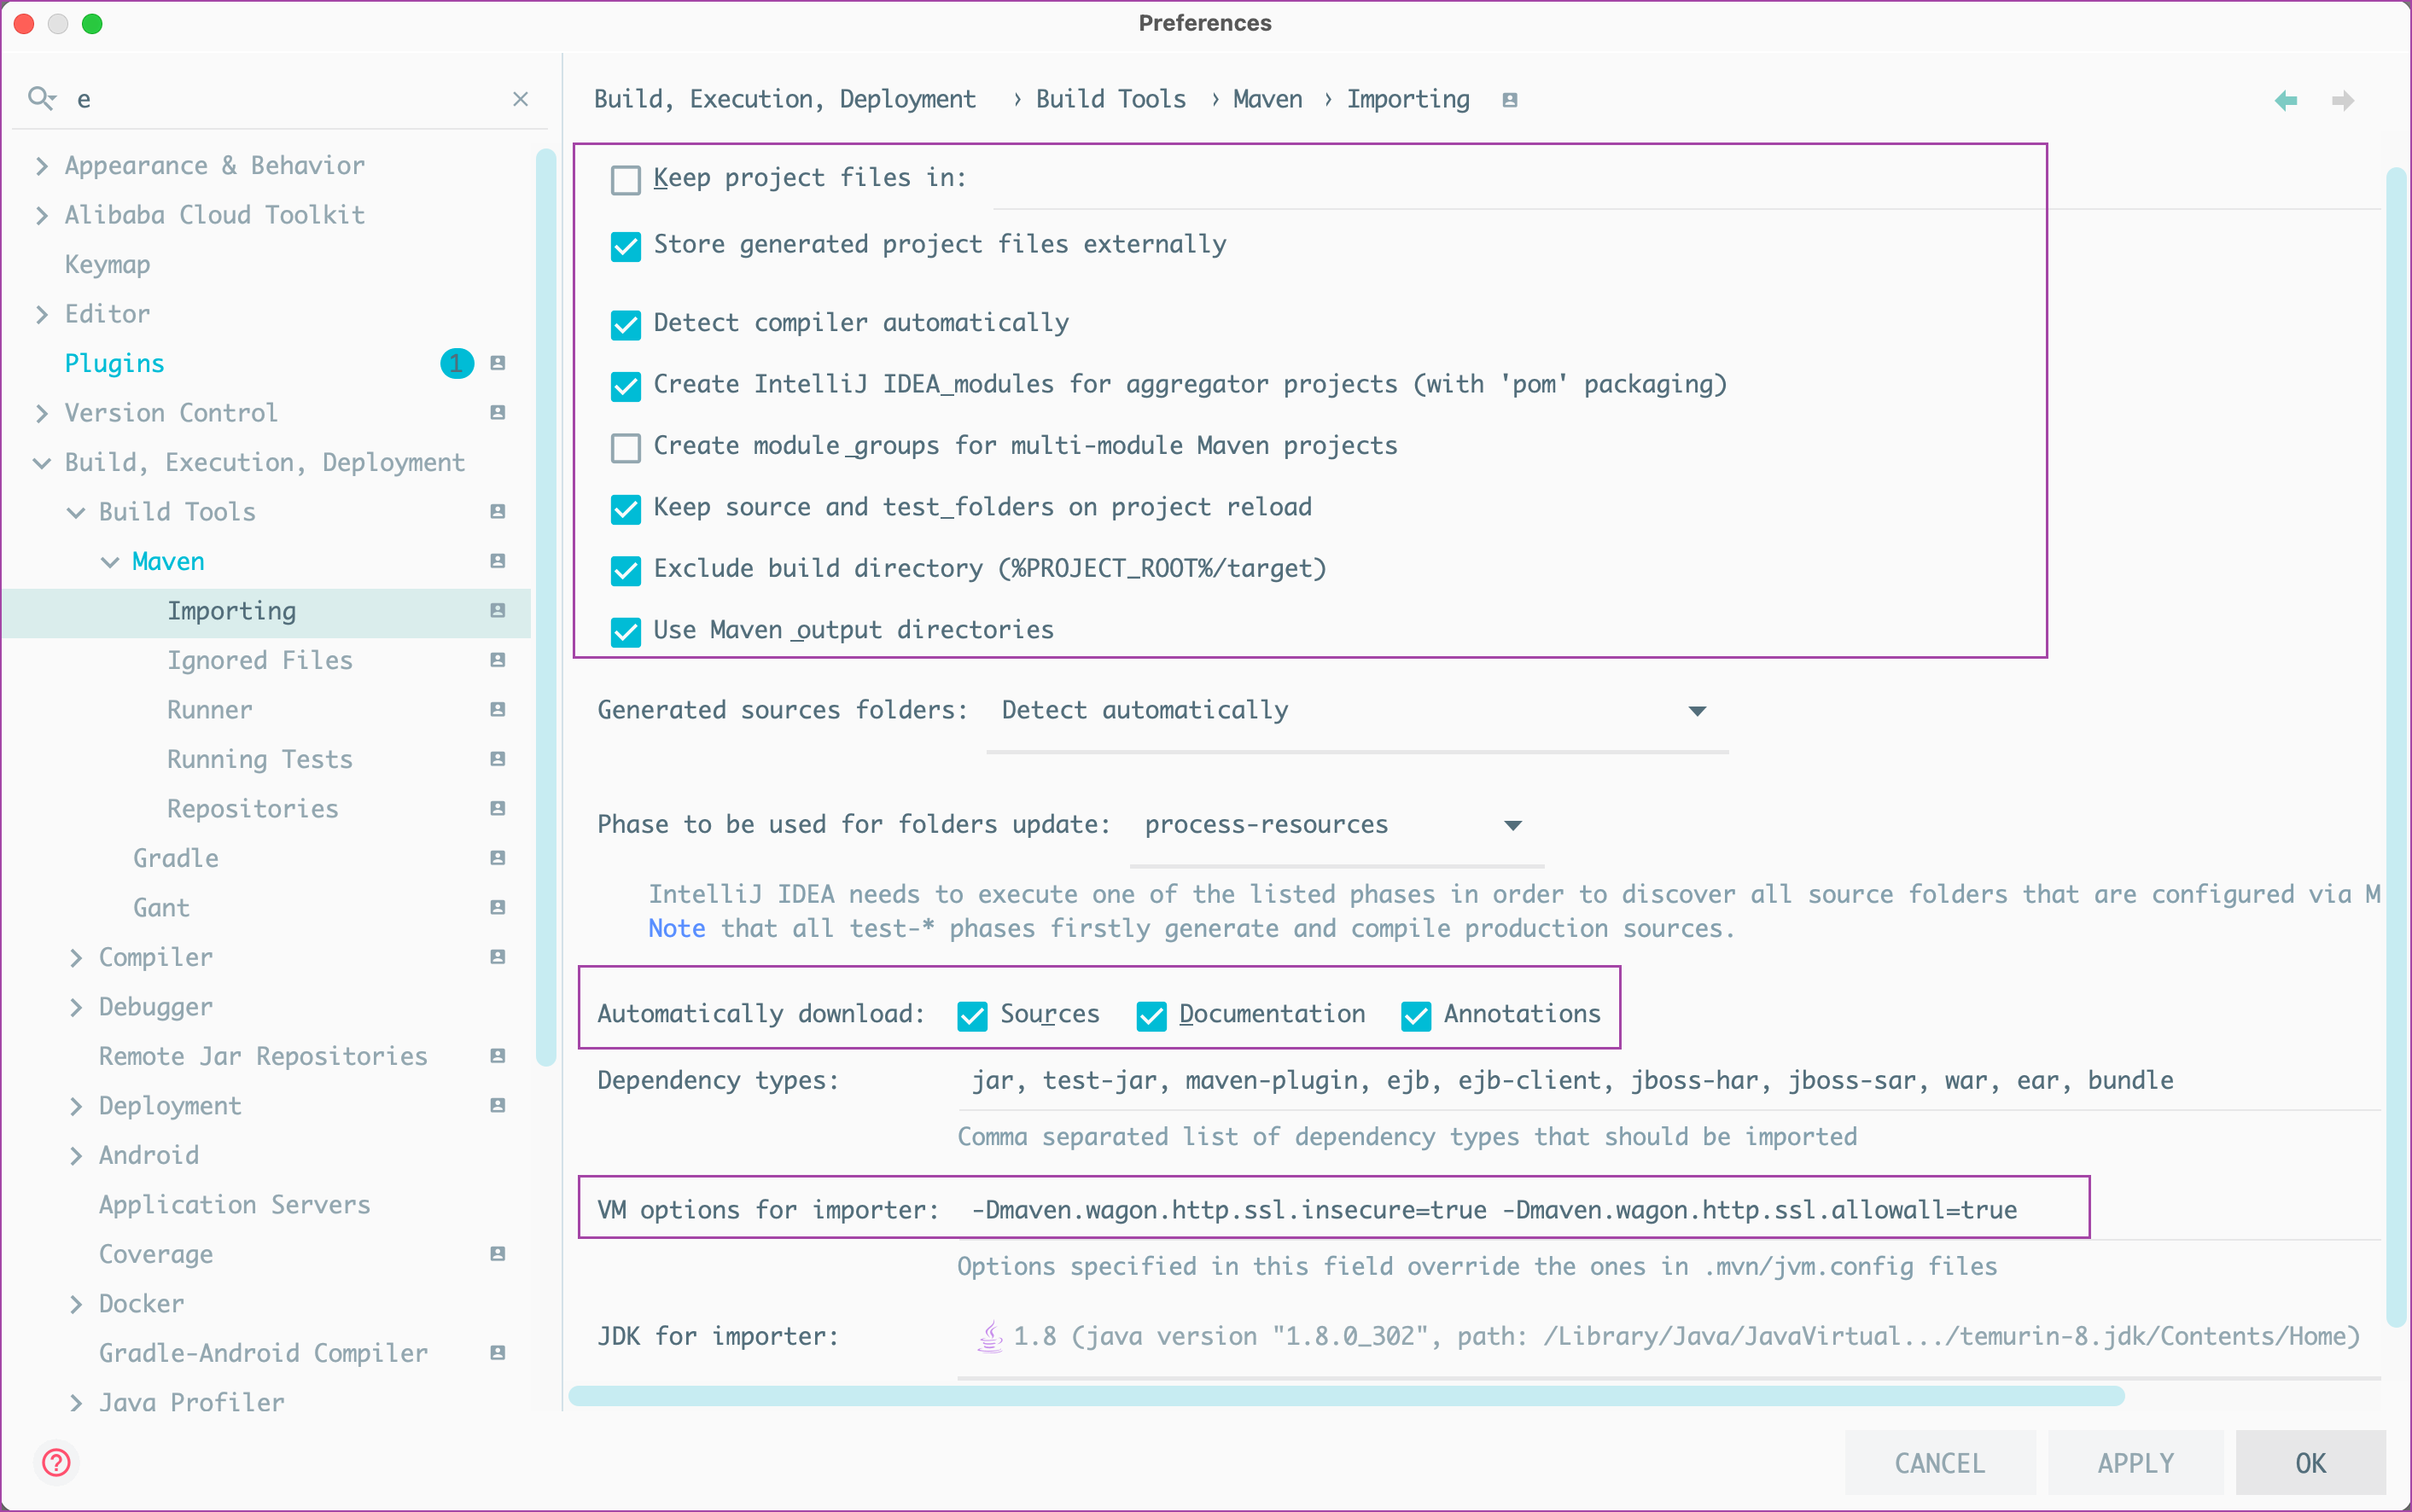 Preferences
e
Appearance & Behavior
Alibaba Cloud Toolkit
Keymap
Editor
Plugins 1
Version Control
Build, Execution, Deployment
Build Tools
Maven
Importing
Ignored Files
Runner
Running Tests
Repositories
Gradle
Gant
Compiler
Debugger
Remote Jar Repositories
Deployment
Android
Application Servers
Coverage
Docker
Gradle-Android Compiler
Java Profiler
?
Build, Execution, Deployment › Build Tools › Maven › Importing
Keep project files in:
Store generated project files externally
Detect compiler automatically
Create IntelliJ IDEA modules for aggregator projects (with 'pom' packaging)
Create module groups for multi-module Maven projects
Keep source and test folders on project reload
Exclude build directory (%PROJECT_ROOT%/target)
Use Maven output directories
Generated sources folders: Detect automatically
Phase to be used for folders update: process-resources
IntelliJ IDEA needs to execute one of the listed phases in order to discover all source folders that are configured via M
Note that all test-* phases firstly generate and compile production sources.
Automatically download: Sources Documentation Annotations
Dependency types: jar, test-jar, maven-plugin, ejb, ejb-client, jboss-har, jboss-sar, war, ear, bundle
Comma separated list of dependency types that should be imported
VM options for importer: -Dmaven.wagon.http.ssl.insecure=true -Dmaven.wagon.http.ssl.allowall=true
Options specified in this field override the ones in .mvn/jvm.config files
JDK for importer: 1.8 (java version "1.8.0_302", path: /Library/Java/JavaVirtual.../temurin-8.jdk/Contents/Home)
CANCEL APPLY OK